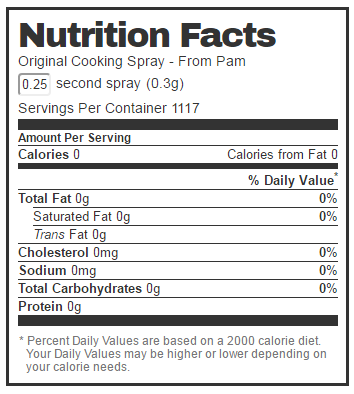 Nutrition Facts
Original Cooking Spray - From Pam
0.25 second spray (0.3g)
Servings Per Container 1117
Amount Per Serving
Calories 0 Calories from Fat 0
% Daily Value*
Total Fat 0g 0%
Saturated Fat 0g 0%
Trans Fat 0g
Cholesterol 0mg 0%
Sodium 0mg 0%
Total Carbohydrates 0g 0%
Protein 0g
* Percent Daily Values are based on a 2000 calorie diet.
Your Daily Values may be higher or lower depending on
your calorie needs.